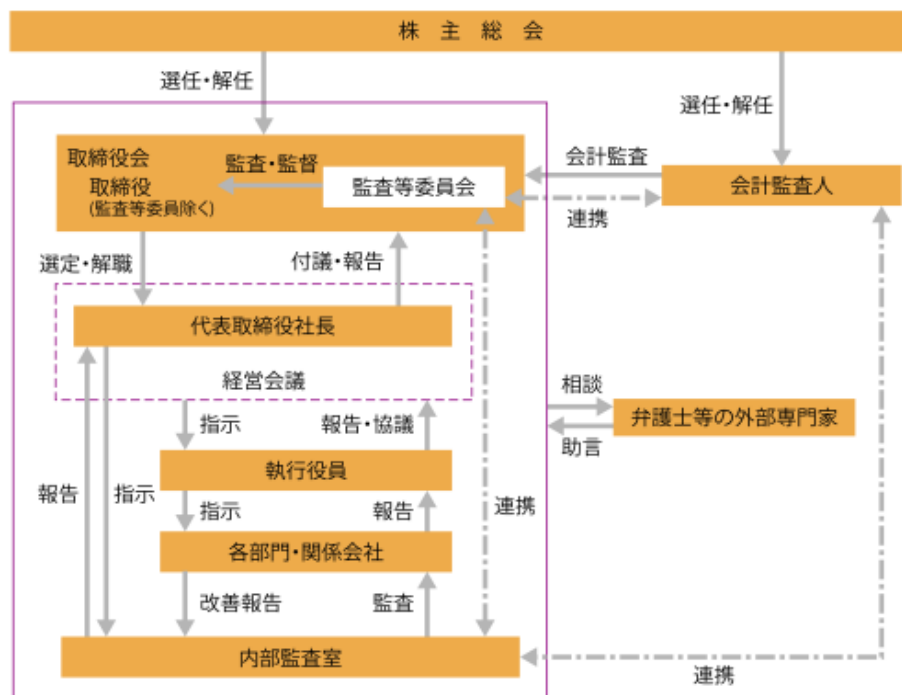 株主総会
選任・解任
選任・解任
取締役会
監査・監督
取締役
(監査等委員除く)
監査等委員会
会計監査
会計監査人
連携
選定・解職
付議・報告
代表取締役社長
経営会議
相談
弁護士等の外部専門家
助言
指示
報告・協議
執行役員
報告
指示
指示
報告
連携
各部門・関係会社
改善報告
監査
内部監査室
連携